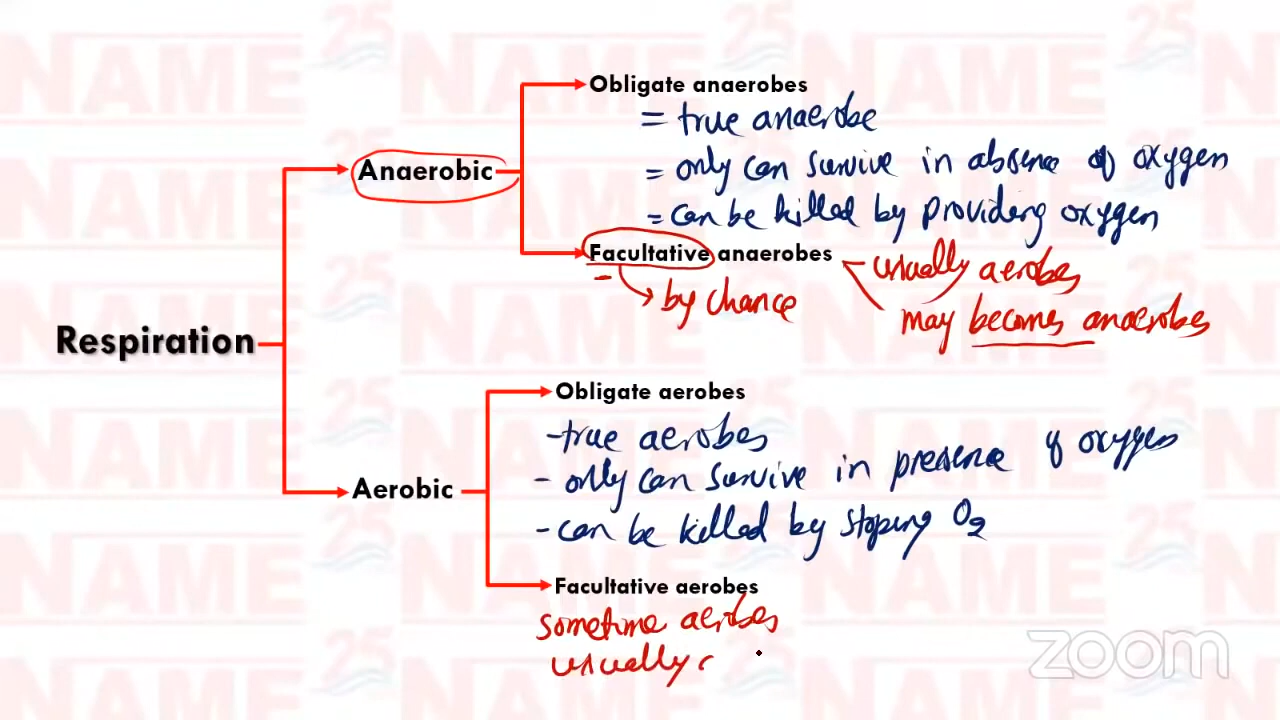 Obligate anaerobes
= true anaerobe
= only can survive in absence of oxygen
= can be killed by providing oxygen
Anaerobic
Facultative anaerobes
usually aerobes
by chance
may becomes anaerobes
Respiration
Obligate aerobes
- true aerobes
- only can survive in presence of oxygen
- can be killed by stoping O2
Aerobic
Facultative aerobes
sometime aerobes
usually
zoom
NAME 25